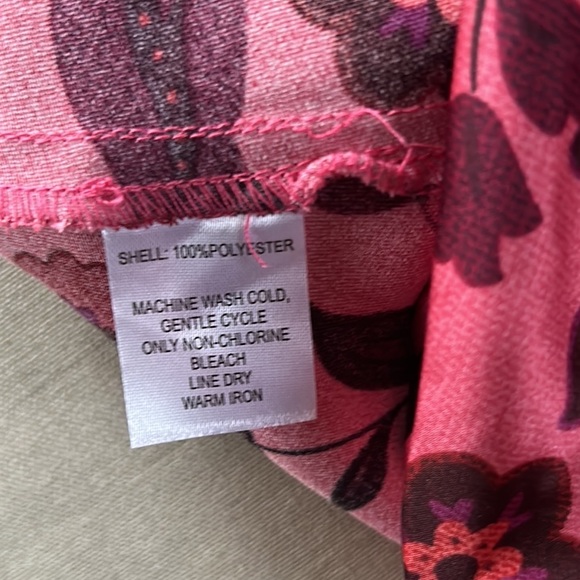 SHELL: 100%POLYESTER
MACHINE WASH COLD,
GENTLE CYCLE
ONLY NON-CHLORINE
BLEACH
LINE DRY
WARM IRON